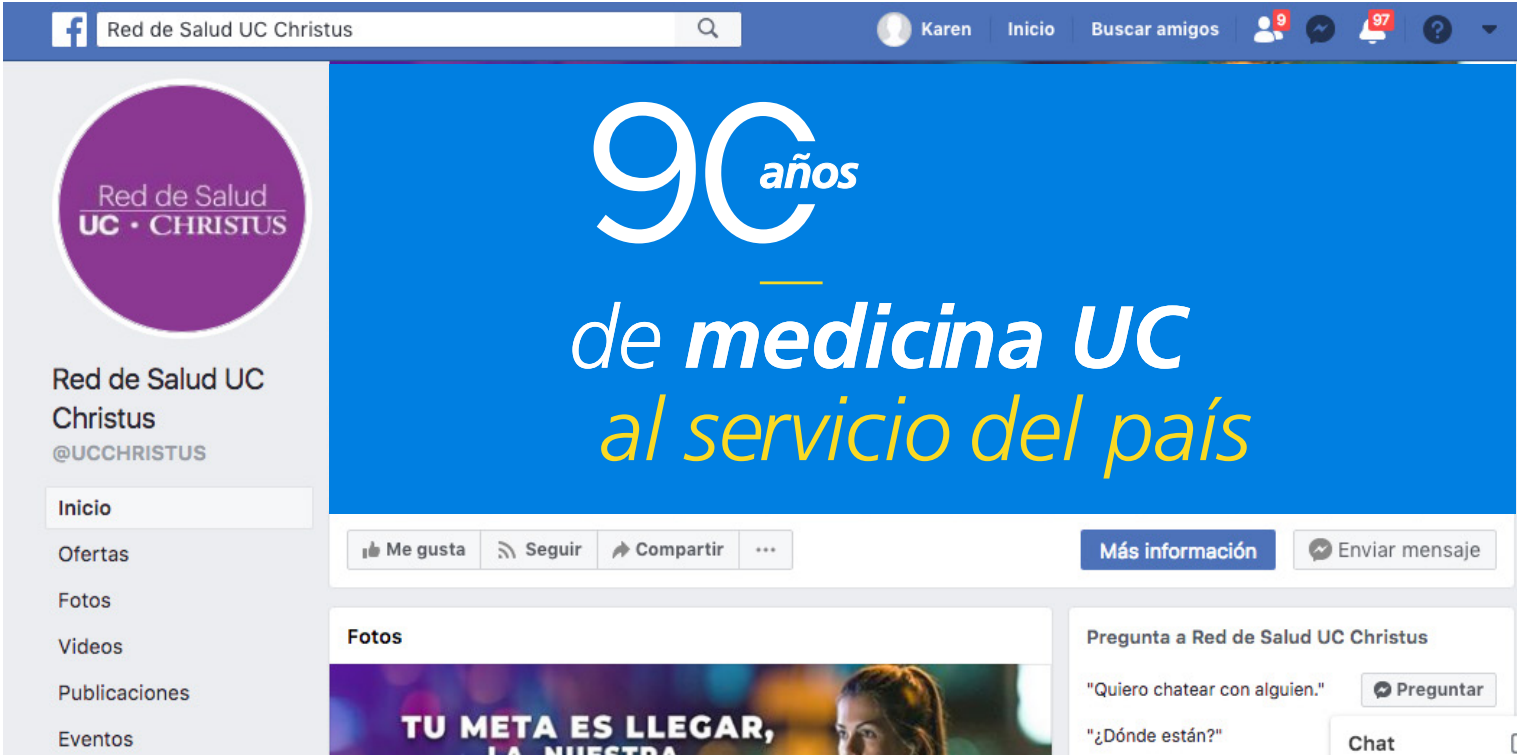 Red de Salud UC Christus
Karen
Inicio
Buscar amigos
9
97
?
Red de Salud
UC · CHRISTUS
Red de Salud UC
Christus
@UCCHRISTUS
Inicio
Ofertas
Fotos
Videos
Publicaciones
Eventos
90 años
de medicina UC
al servicio del país
Me gusta
Seguir
Compartir
...
Más información
Enviar mensaje
Fotos
TU META ES LLEGAR,
LA NUESTRA
Pregunta a Red de Salud UC Christus
"Quiero chatear con alguien."
Preguntar
"¿Dónde están?"
Chat